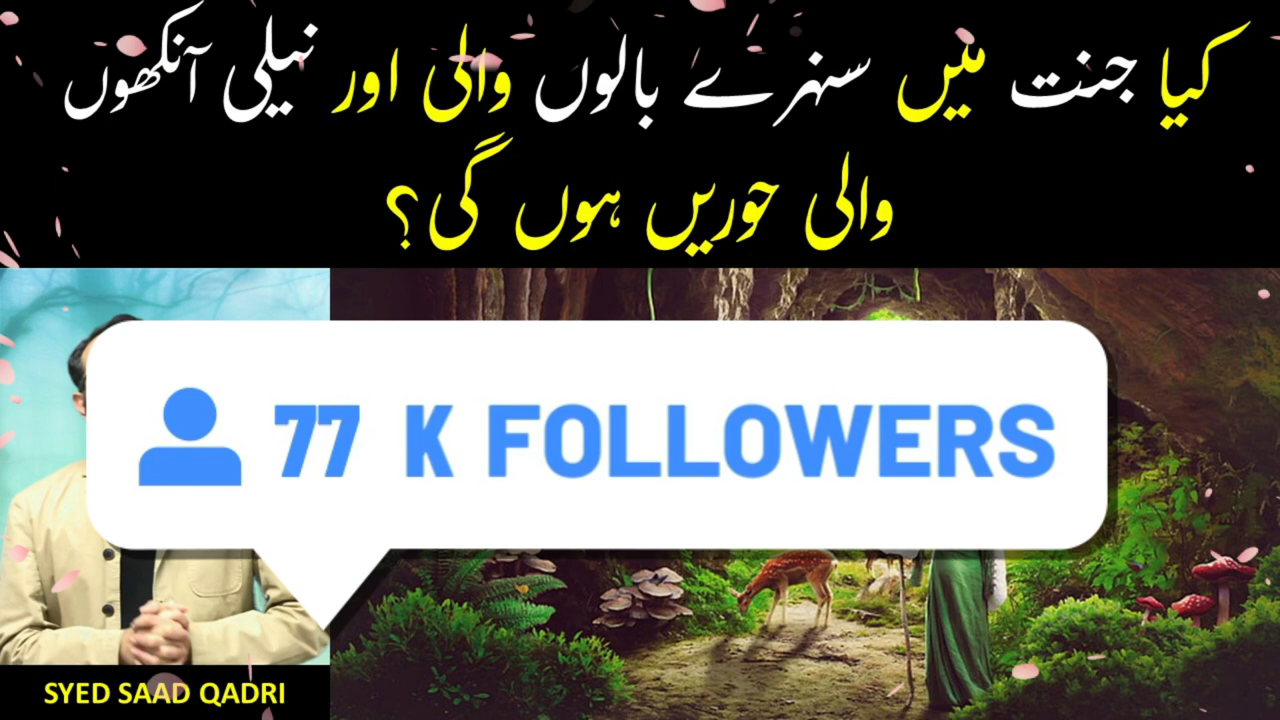 کیا جنت میں سنہرے بالوں والی اور نیلی آنکھوں
والی حوریں ہوں گی؟
77 K FOLLOWERS
SYED SAAD QADRI